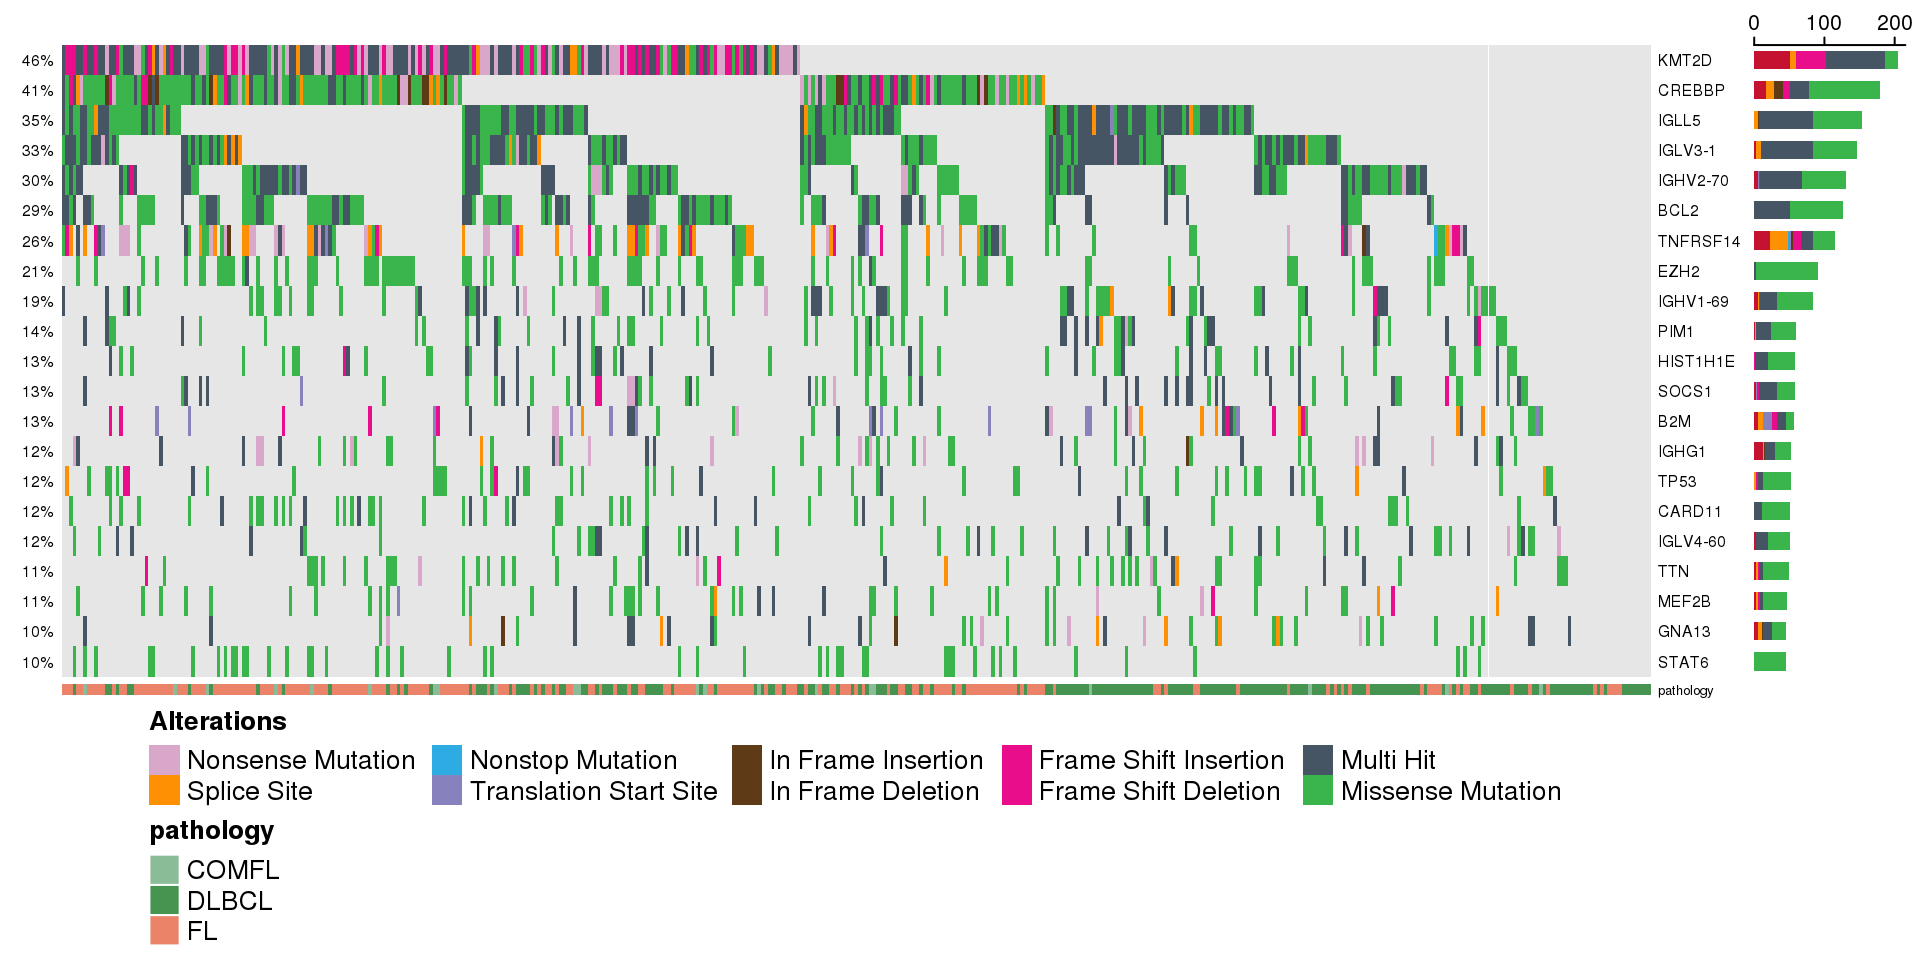 0 100 200
46% KMT2D
41% CREBBP
35% IGLL5
33% IGLV3-1
30% IGHV2-70
29% BCL2
26% TNFRSF14
21% EZH2
19% IGHV1-69
14% PIM1
13% HIST1H1E
13% SOCS1
13% B2M
12% IGHG1
12% TP53
12% CARD11
12% IGLV4-60
11% TTN
11% MEF2B
10% GNA13
10% STAT6
pathology
Alterations
Nonsense Mutation Nonstop Mutation In Frame Insertion Frame Shift Insertion Multi Hit
Splice Site Translation Start Site In Frame Deletion Frame Shift Deletion Missense Mutation
pathology
COMFL
DLBCL
FL